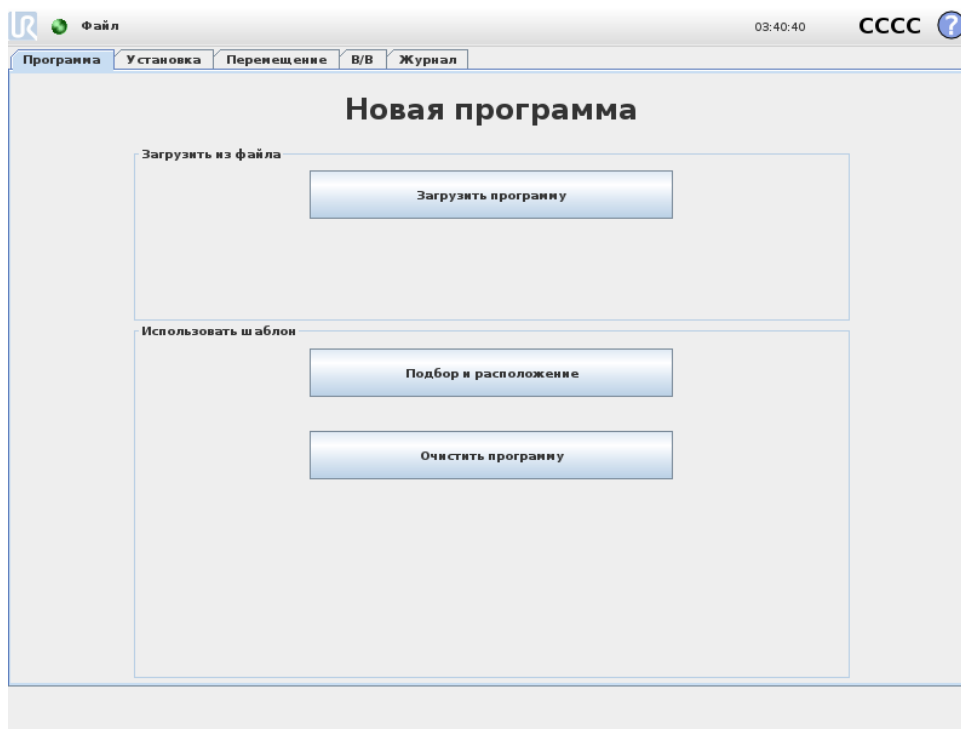 UR Файл 03:40:40 CCCC ?
Программа Установка Перемещение В/В Журнал
Новая программа
Загрузить из файла
Загрузить программу
Использовать шаблон
Подбор и расположение
Очистить программу